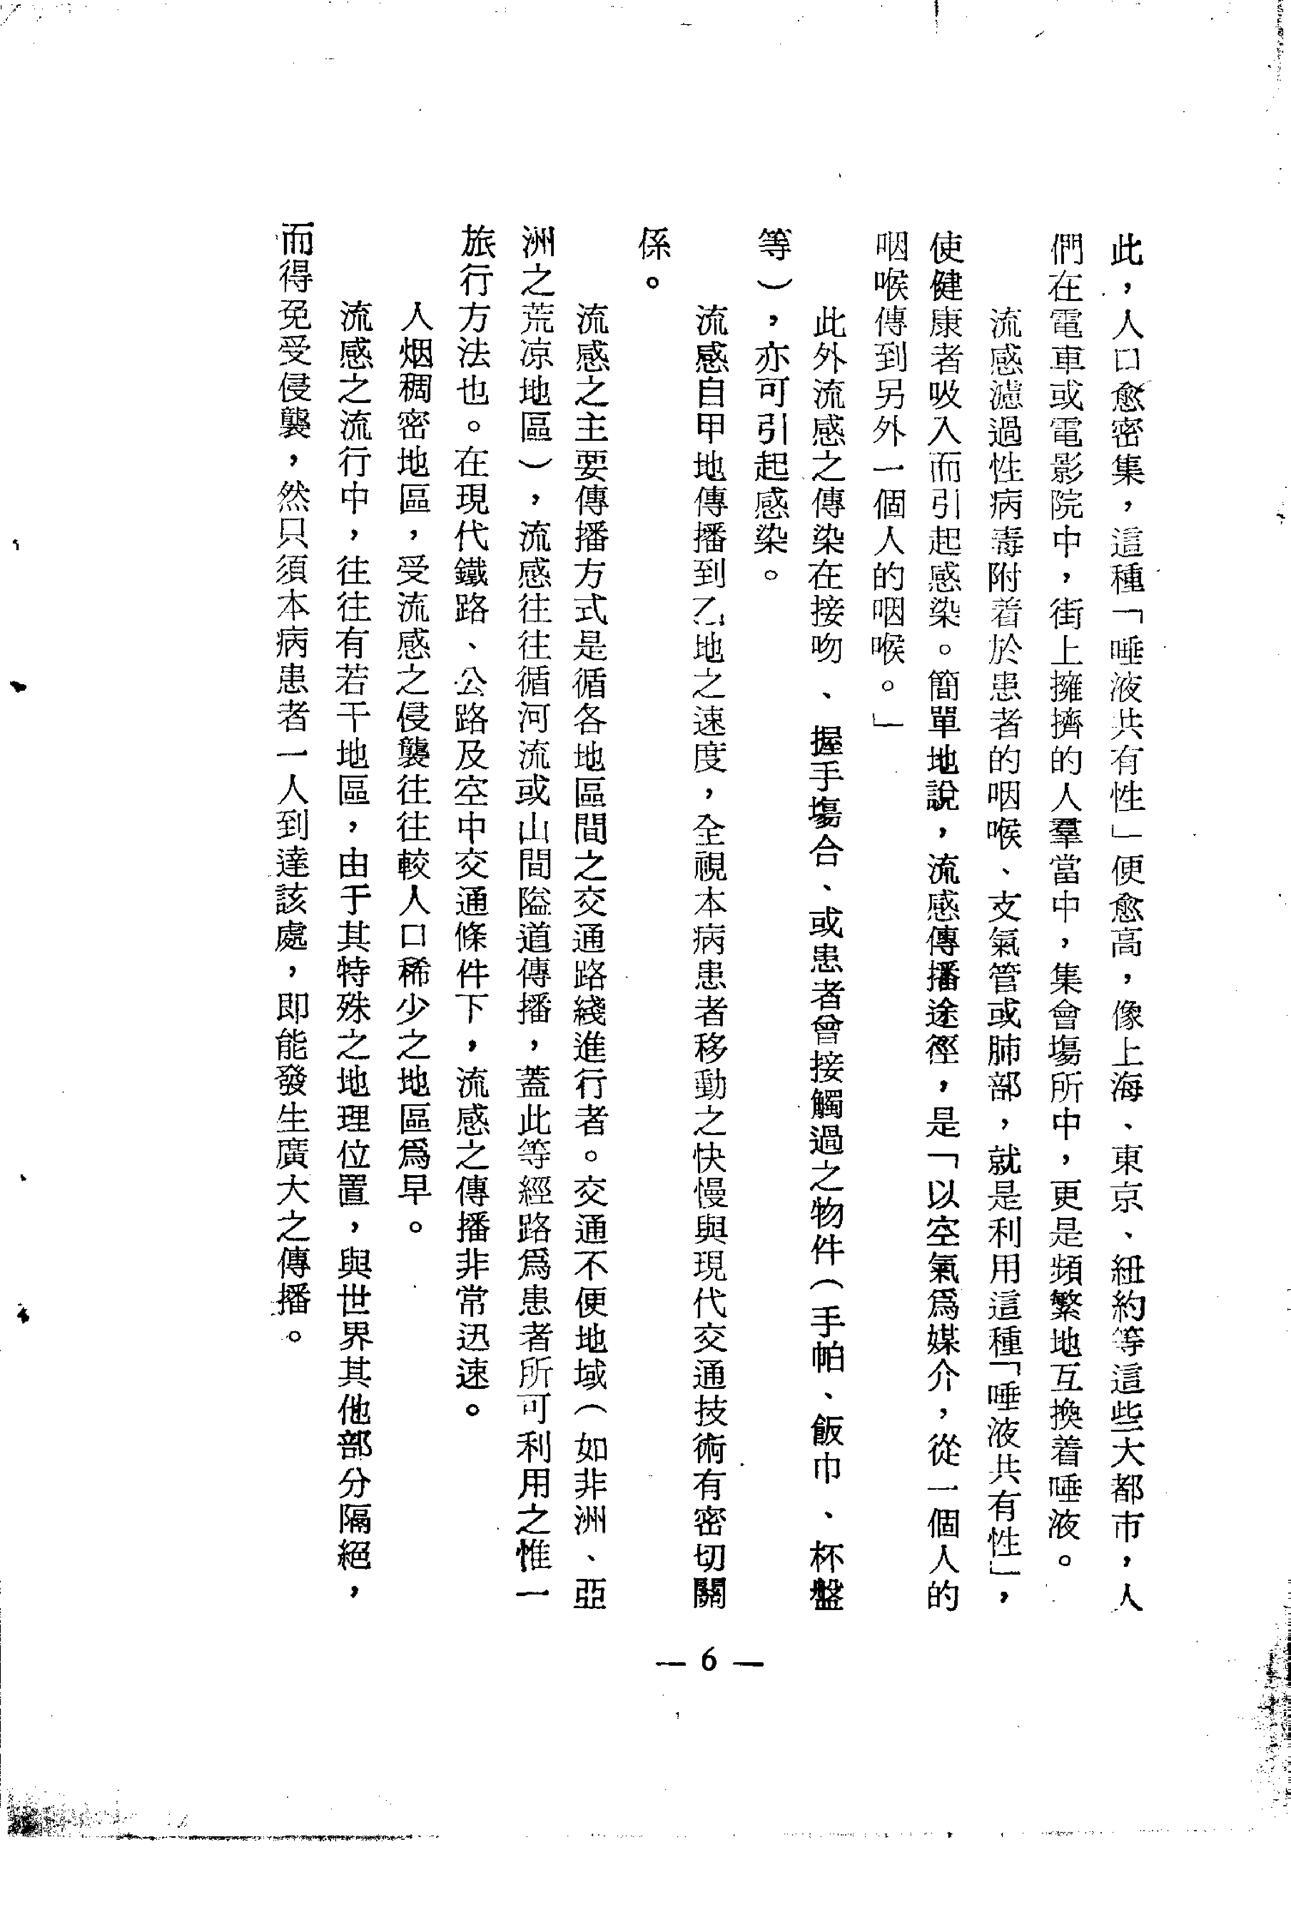 此，人口愈密集，這種「唾液共有性」便愈高，像上海、東京、紐約等這些大都市，人
們在電車或電影院中，街上擁擠的人羣當中，集會塲所中，更是頻繁地互換着唾液。
流感濾過性病毒附着於患者的咽喉、支氣管或肺部，就是利用這種「唾液共有性」，
使健康者吸入而引起感染。簡單地說，流感傳播途徑，是「以空氣爲媒介，從一個人的
咽喉傳到另外一個人的咽喉。」
此外流感之傳染在接吻、握手塲合、或患者曾接觸過之物件（手帕、飯巾、杯盤
等），亦可引起感染。
流感自甲地傳播到乙地之速度，全視本病患者移動之快慢與現代交通技術有密切關
係。
流感之主要傳播方式是循各地區間之交通路綫進行者。交通不便地域（如非洲、亞
洲之荒凉地區），流感往往循河流或山間隘道傳播，蓋此等經路爲患者所可利用之惟一
旅行方法也。在現代鐵路、公路及空中交通條件下，流感之傳播非常迅速。
人烟稠密地區，受流感之侵襲往往較人口稀少之地區爲早。
流感之流行中，往往有若干地區，由于其特殊之地理位置，與世界其他部分隔絕，
而得免受侵襲，然只須本病患者一人到達該處，即能發生廣大之傳播。
— 6 —